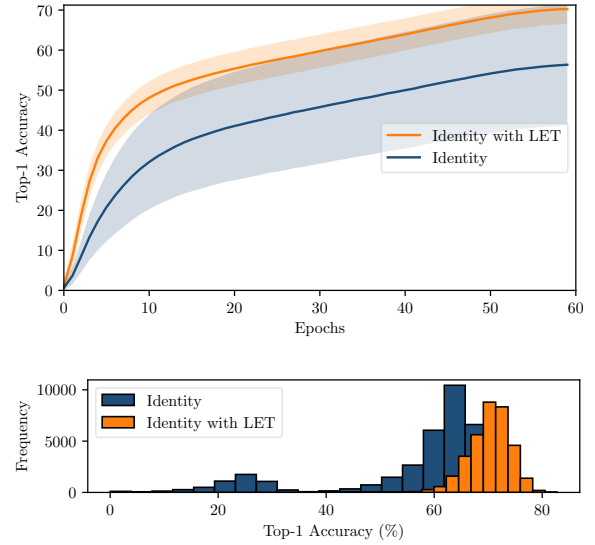 70
60
50
40
30
20
10
0
Top-1 Accuracy
Identity with LET
Identity
0 10 20 30 40 50 60
Epochs
10000
5000
0
Frequency
Identity
Identity with LET
0 20 40 60 80
Top-1 Accuracy (%)